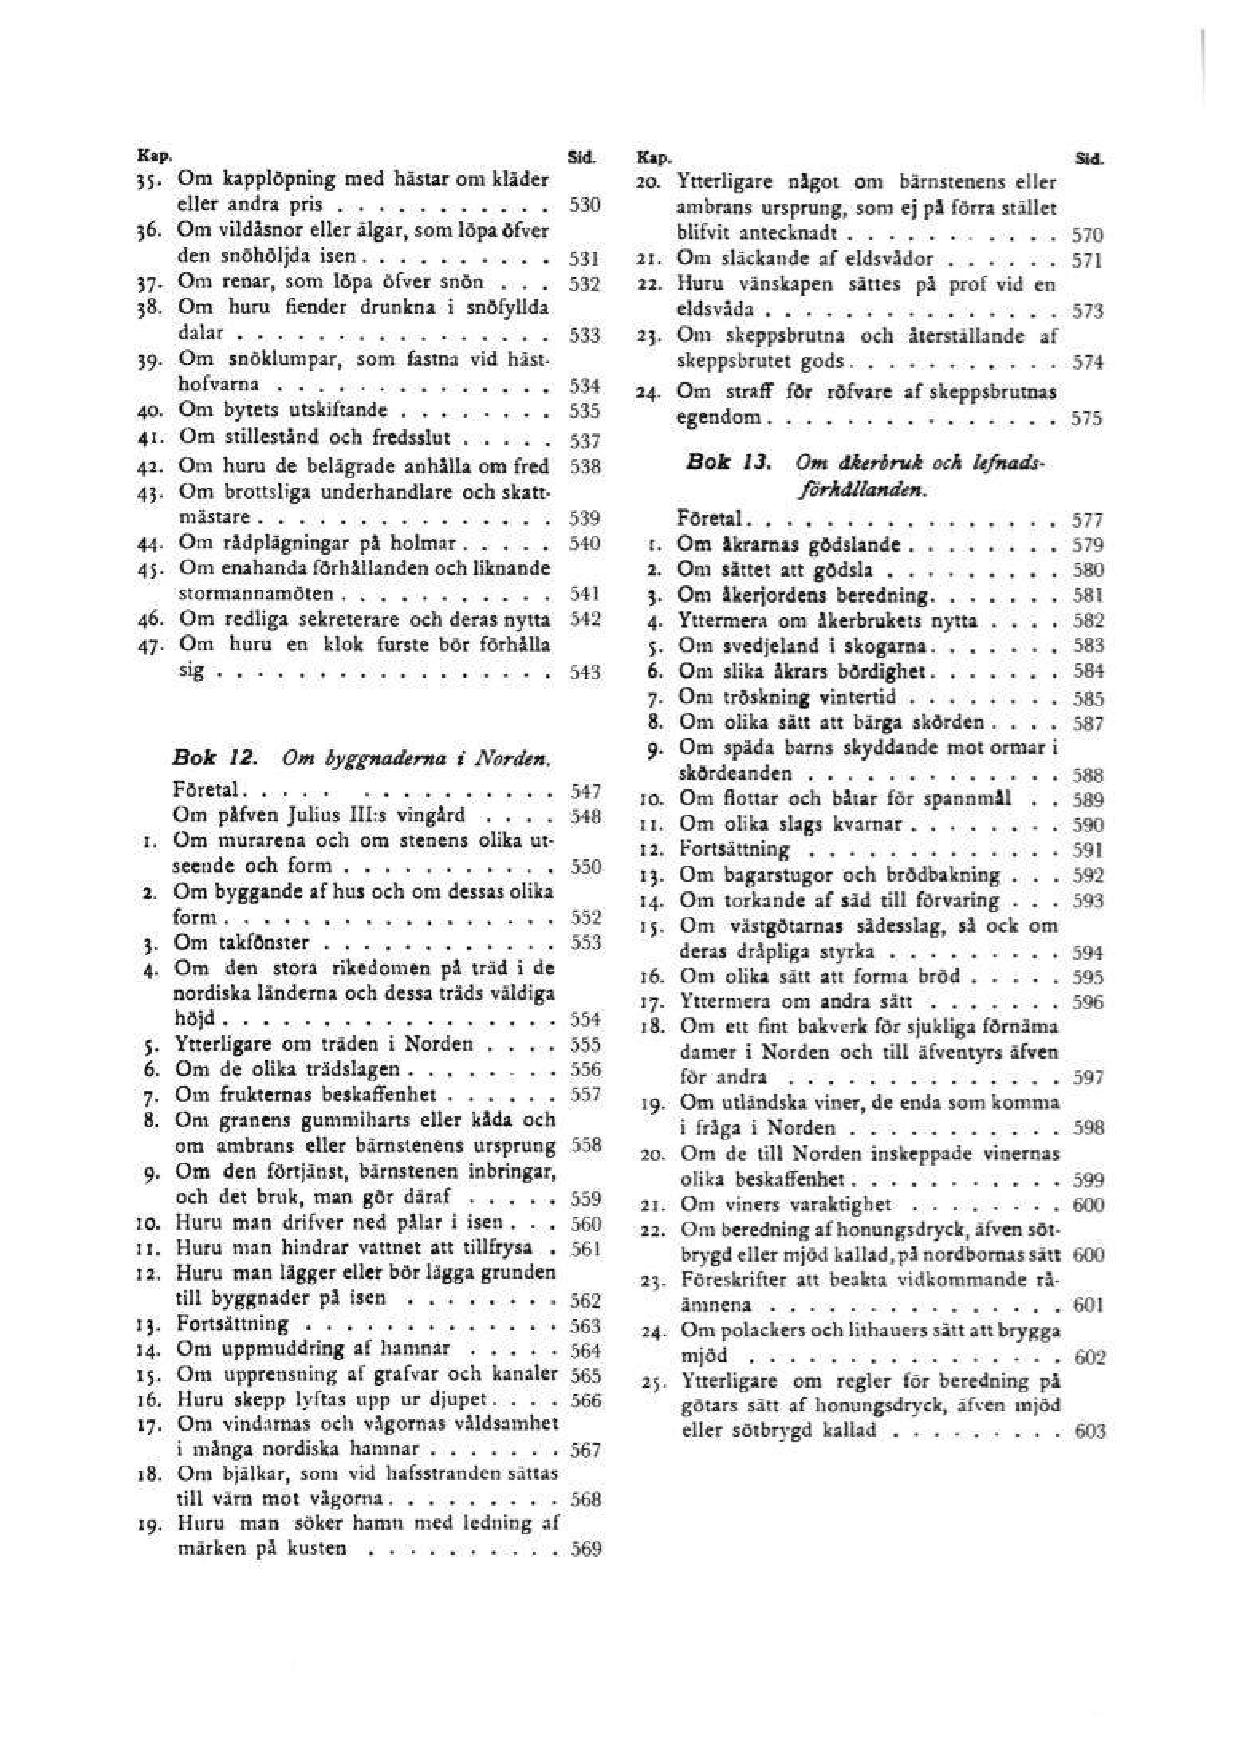 Kap. Sid.
35. Om kapplöpning med hästar om kläder
eller andra pris . . . . . . . . . . . 530
36. Om vildåsnor eller älgar, som löpa öfver
den snöhöljda isen . . . . . . . . . . 531
37. Om renar, som löpa öfver snön . . . 532
38. Om huru fiender drunkna i snöfyllda
dalar . . . . . . . . . . . . . . . . 533
39. Om snöklumpar, som fastna vid häst-
hofvarna . . . . . . . . . . . . . . 534
40. Om bytets utskiftande . . . . . . . . 535
41. Om stillestånd och fredsslut . . . . . 537
42. Om huru de belägrade anhålla om fred 538
43. Om brottsliga underhandlare och skatt-
mästare . . . . . . . . . . . . . . . 539
44. Om rådplägningar på holmar . . . . . 540
45. Om enahanda förhållanden och liknande
stormannamöten . . . . . . . . . . . 541
46. Om redliga sekreterare och deras nytta 542
47. Om huru en klok furste bör förhålla
sig . . . . . . . . . . . . . . . . . 543
Bok 12. Om byggnaderna i Norden.
Företal . . . . . . . . . . . . . . . 547
Om påfven Julius III:s vingård . . . . 548
1. Om murarena och om stenens olika ut-
seende och form . . . . . . . . . . . 550
2. Om byggande af hus och om dessas olika
form . . . . . . . . . . . . . . . . . 552
3. Om takfönster . . . . . . . . . . . . 553
4. Om den stora rikedomen på träd i de
nordiska länderna och dessa träds väldiga
höjd . . . . . . . . . . . . . . . . . 554
5. Ytterligare om träden i Norden . . . . 555
6. Om de olika trädslagen . . . . . . . . 556
7. Om frukternas beskaffenhet . . . . . . 557
8. Om granens gummiharts eller kåda och
om ambrans eller bärnstenens ursprung 558
9. Om den förtjänst, bärnstenen inbringar,
och det bruk, man gör däraf . . . . . 559
10. Huru man drifver ned pålar i isen . . . 560
11. Huru man hindrar vattnet att tillfrysa . 561
12. Huru man lägger eller bör lägga grunden
till byggnader på isen . . . . . . . . 562
13. Fortsättning . . . . . . . . . . . . . 563
14. Om uppmuddring af hamnar . . . . . 564
15. Om upprensning af grafvar och kanaler 565
16. Huru skepp lyftas upp ur djupet . . . . 566
17. Om vindarnas och vågornas våldsamhet
i många nordiska hamnar . . . . . . . 567
18. Om bjälkar, som vid hafsstranden sättas
till värn mot vågorna . . . . . . . . . 568
19. Huru man söker hamn med ledning af
märken på kusten . . . . . . . . . . 569
Kap. Sid.
20. Ytterligare något om bärnstenens eller
ambrans ursprung, som ej på förra stället
blifvit antecknadt . . . . . . . . . . . 570
21. Om släckande af eldsvådor . . . . . . 571
22. Huru vänskapen sättes på prof vid en
eldsvåda . . . . . . . . . . . . . . . 573
23. Om skeppsbrutna och återställande af
skeppsbrutet gods . . . . . . . . . . . 574
24. Om straff för röfvare af skeppsbrutnas
egendom . . . . . . . . . . . . . . . 575
Bok 13. Om åkerbruk och lefnads-
förhållanden.
Företal . . . . . . . . . . . . . . . . 577
1. Om åkrarnas gödslande . . . . . . . . 579
2. Om sättet att gödsla . . . . . . . . . 580
3. Om åkerjordens beredning . . . . . . . 581
4. Yttermera om åkerbrukets nytta . . . . 582
5. Om svedjeland i skogarna . . . . . . . 583
6. Om slika åkrars bördighet . . . . . . . 584
7. Om tröskning vintertid . . . . . . . . 585
8. Om olika sätt att bärga skörden . . . . 587
9. Om späda barns skyddande mot ormar i
skördeanden . . . . . . . . . . . . . 588
10. Om flottar och båtar för spannmål . . 589
11. Om olika slags kvarnar . . . . . . . . 590
12. Fortsättning . . . . . . . . . . . . . 591
13. Om bagarstugor och brödbakning . . . 592
14. Om torkande af säd till förvaring . . . 593
15. Om västgötarnas sädesslag, så ock om
deras dråpliga styrka . . . . . . . . . 594
16. Om olika sätt att forma bröd . . . . . 595
17. Yttermera om andra sätt . . . . . . . 596
18. Om ett fint bakverk för sjukliga förnäma
damer i Norden och till äfventyrs äfven
för andra . . . . . . . . . . . . . . 597
19. Om utländska viner, de enda som komma
i fråga i Norden . . . . . . . . . . . 598
20. Om de till Norden inskeppade vinernas
olika beskaffenhet . . . . . . . . . . . 599
21. Om viners varaktighet . . . . . . . . 600
22. Om beredning af honungsdryck, äfven söt-
brygd eller mjöd kallad, på nordbornas sätt 600
23. Föreskrifter att beakta vidkommande rå-
ämnena . . . . . . . . . . . . . . . 601
24. Om polackers och lithauers sätt att brygga
mjöd . . . . . . . . . . . . . . . . 602
25. Ytterligare om regler för beredning på
götars sätt af honungsdryck, äfven mjöd
eller sötbrygd kallad . . . . . . . . . 603